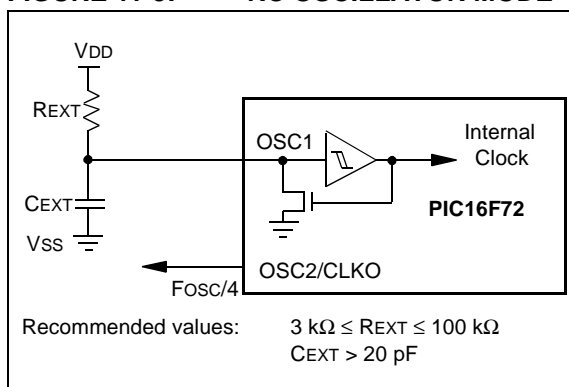 VDD
REXT
OSC1
Internal
Clock
CEXT
PIC16F72
VSS
OSC2/CLKO
FOSC/4
Recommended values: 3 kΩ ≤ REXT ≤ 100 kΩ
CEXT > 20 pF